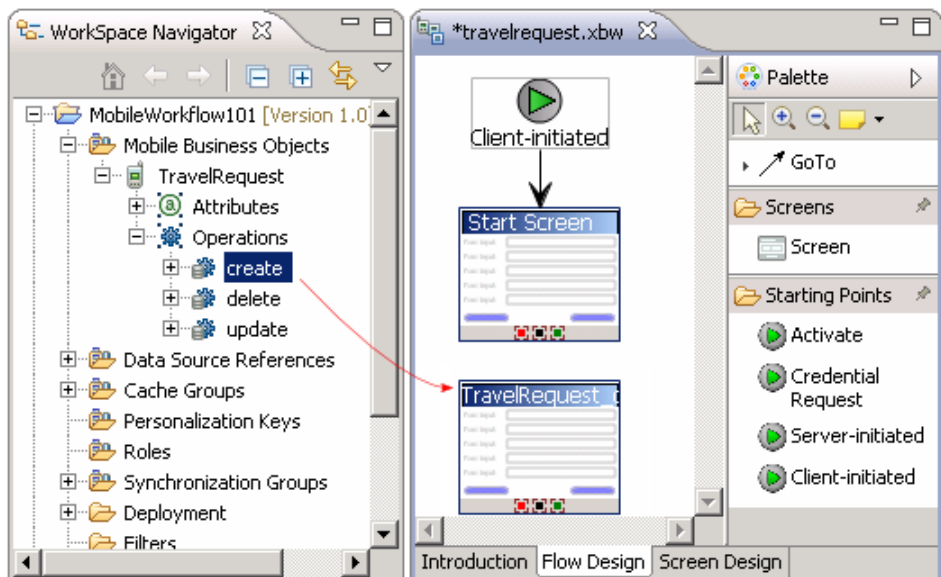 WorkSpace Navigator
MobileWorkflow101 [Version 1.0]
Mobile Business Objects
TravelRequest
Attributes
Operations
create
delete
update
Data Source References
Cache Groups
Personalization Keys
Roles
Synchronization Groups
Deployment
Filters
*travelrequest.xbw
Client-initiated
Start Screen
TravelRequest_
Introduction
Flow Design
Screen Design
Palette
GoTo
Screens
Screen
Starting Points
Activate
Credential
Request
Server-initiated
Client-initiated